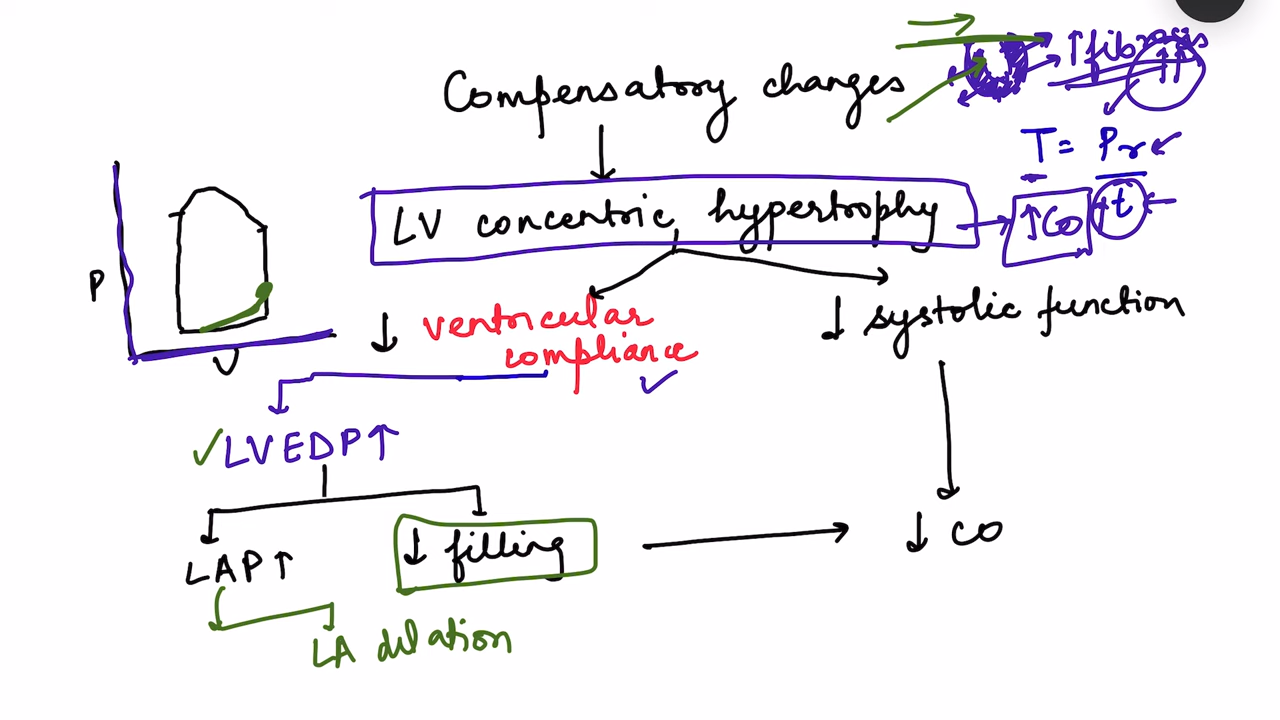 ↑fibrosis
↑↑
Compensatory changes
T = Pr
t
LV concentric hypertrophy → ↑CO
P
V
↓ ventricular compliance
↓ systolic function
LVEDP↑
LAP↑
↓ filling → ↓ CO
LA dilation